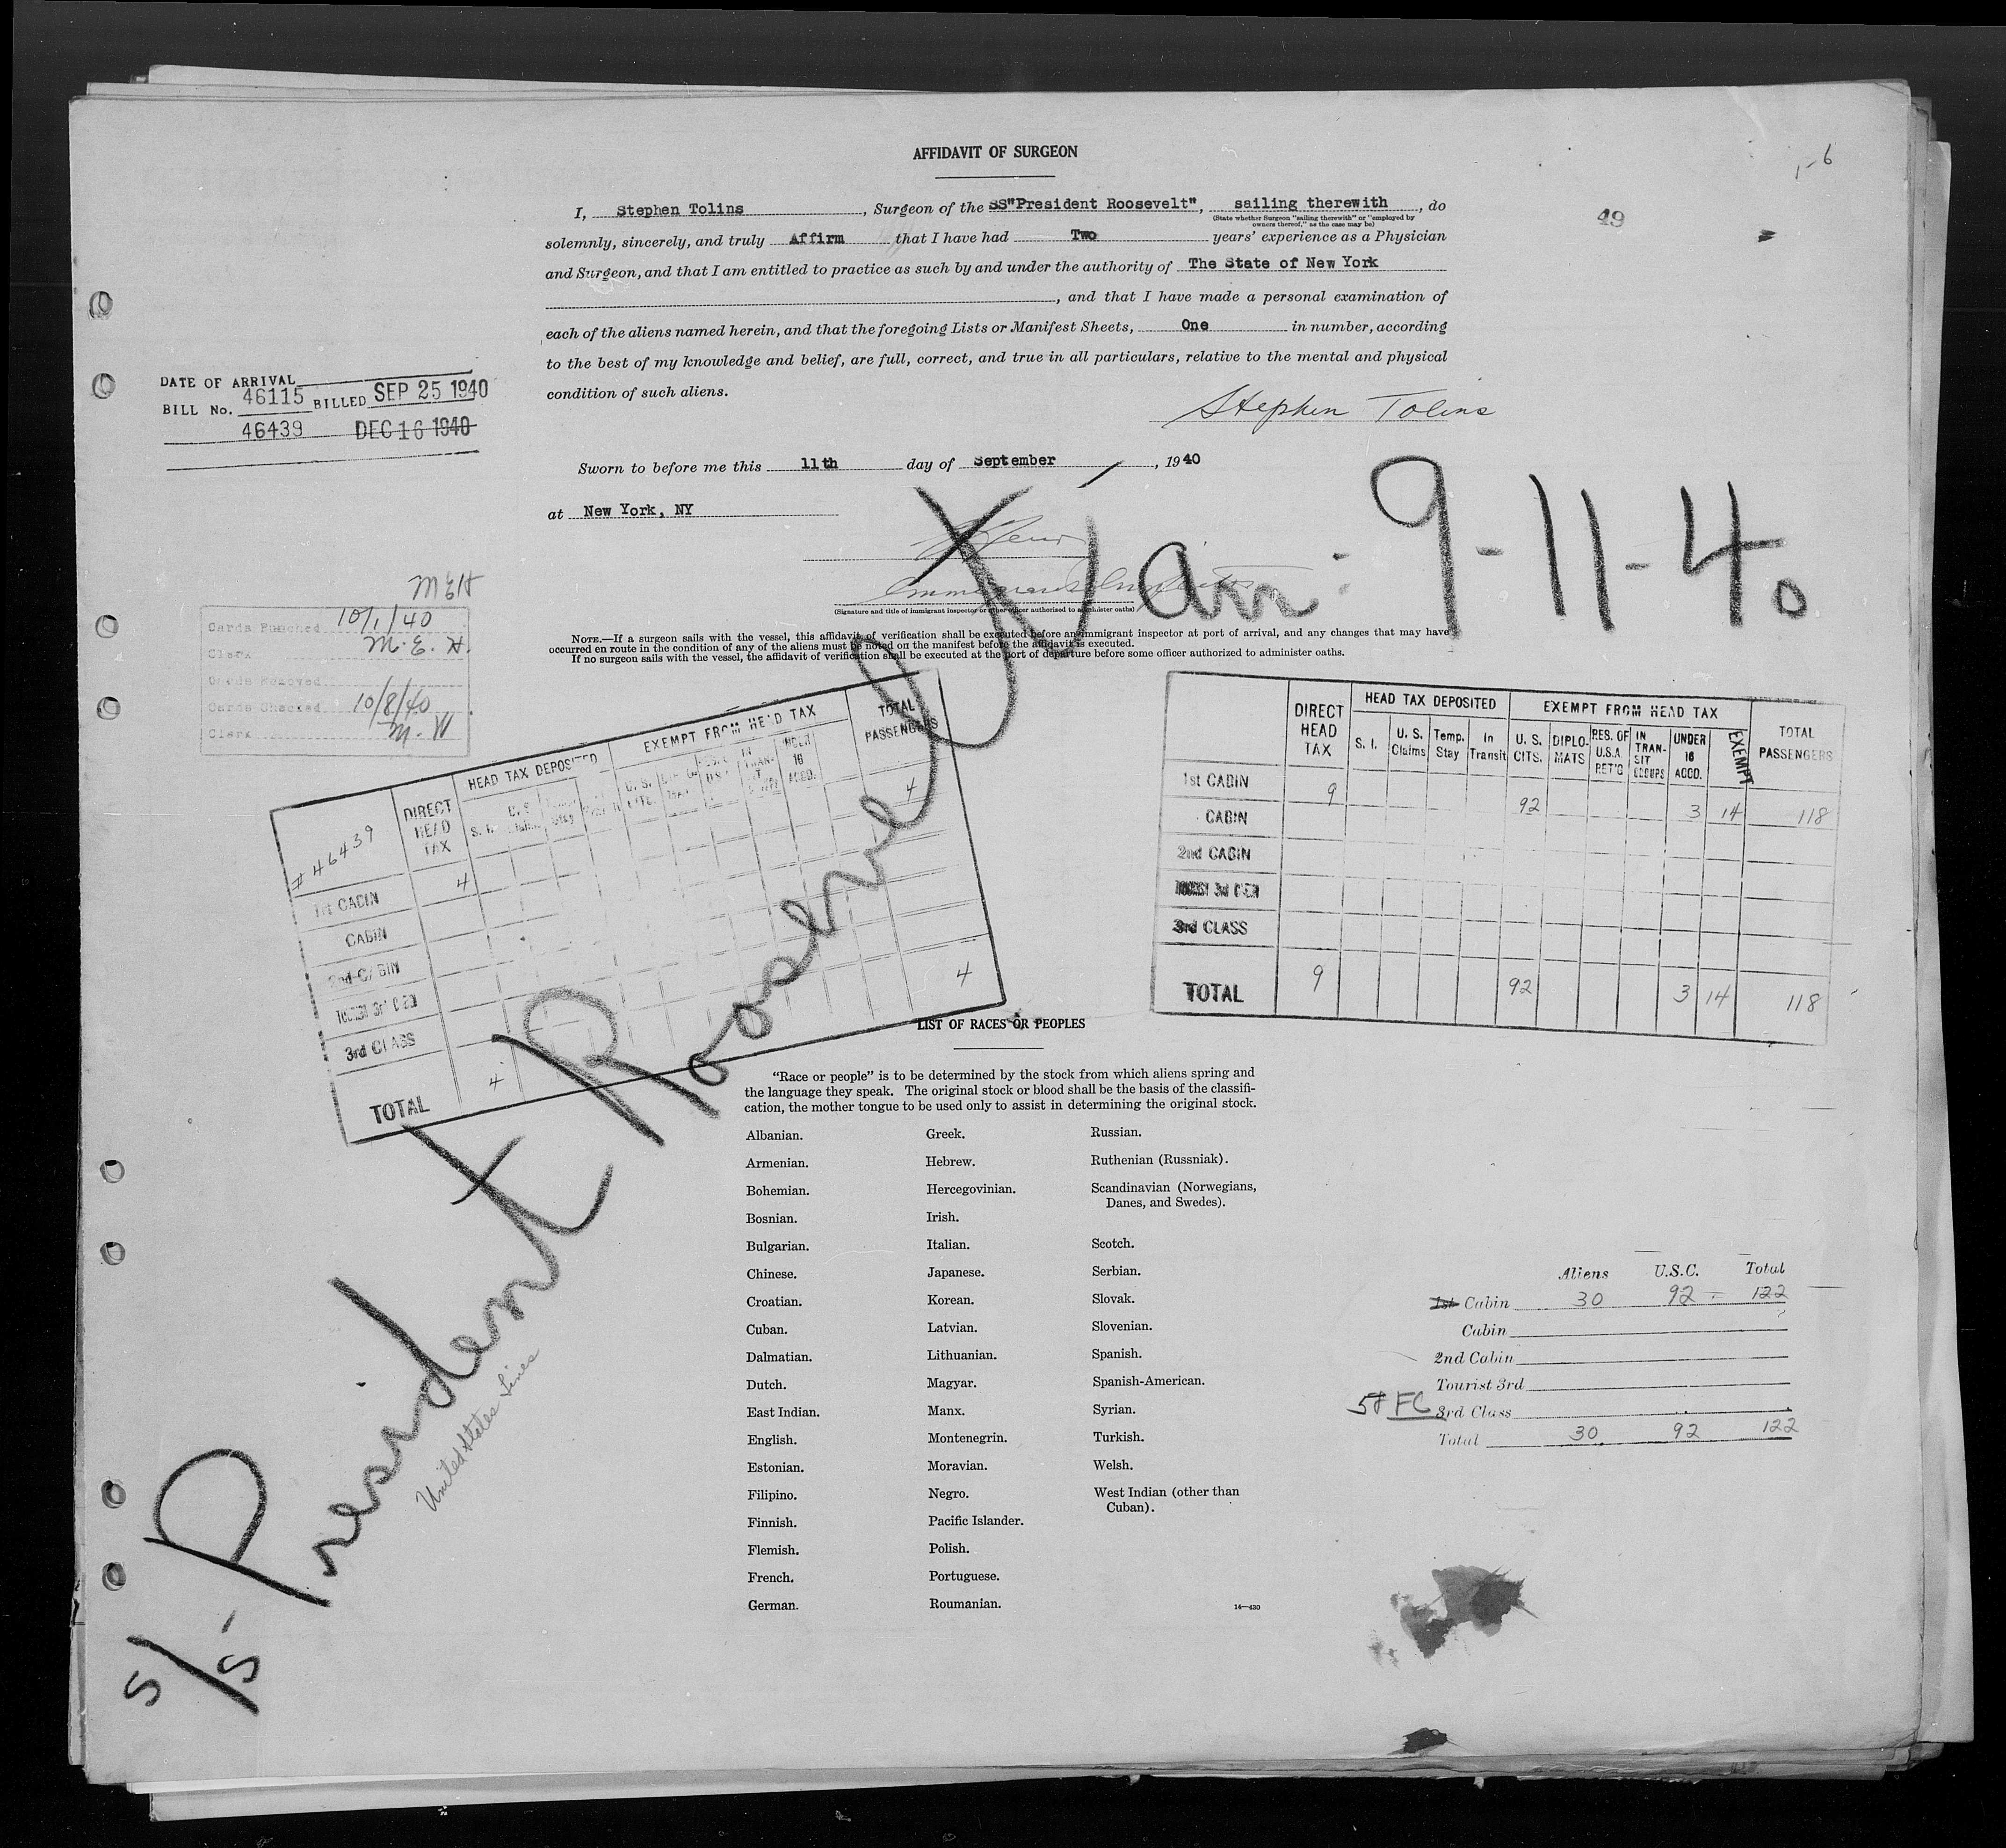 AFFIDAVIT OF SURGEON
1-6
49
I, Stephen Tolins, Surgeon of the SS"President Roosevelt", sailing therewith, do
(State whether Surgeon "sailing therewith" or "employed by owners thereof," as the case may be)
solemnly, sincerely, and truly Affirm that I have had Two years' experience as a Physician
and Surgeon, and that I am entitled to practice as such by and under the authority of The State of New York
, and that I have made a personal examination of
each of the aliens named herein, and that the foregoing Lists or Manifest Sheets, One in number, according
to the best of my knowledge and belief, are full, correct, and true in all particulars, relative to the mental and physical
condition of such aliens.
Stephen Tolins
DATE OF ARRIVAL
BILL No. 46115 BILLED SEP 25 1940
46439 DEC 16 1940
Sworn to before me this 11th day of September, 1940
at New York, NY
(Signature and title of immigrant inspector or other officer authorized to administer oaths)
Arr: 9-11-40
MEH
Cards Punched 10/1/40
Clerk M. E. H.
Cards Removed
Cards Checked 10/8/40
Clerk M. W
NOTE.—If a surgeon sails with the vessel, this affidavit of verification shall be executed before an immigrant inspector at port of arrival, and any changes that may have
occurred en route in the condition of any of the aliens must be noted on the manifest before the affidavit is executed.
If no surgeon sails with the vessel, the affidavit of verification shall be executed at the port of departure before some officer authorized to administer oaths.
# 46439
DIRECT HEAD TAX
HEAD TAX DEPOSITED
EXEMPT FROM HEAD TAX
TOTAL PASSENGERS
1st CABIN 4 4
CABIN
2nd CABIN
TOURIST 3rd CABIN
3rd CLASS
TOTAL 4 4
DIRECT HEAD TAX
HEAD TAX DEPOSITED
S. I. U. S. Claims Temp. Stay In Transit
EXEMPT FROM HEAD TAX
U. S. CITS. DIPLO-MATS RES. OF U.S.A. RET'G IN TRAN-SIT GROUPS UNDER 16 ACCD. EXEMPT
TOTAL PASSENGERS
1st CABIN 9 92 3 14 118
CABIN
2nd CABIN
TOURIST 3rd CABIN
3rd CLASS
TOTAL 9 92 3 14 118
S/S- President Roosevelt
United States Lines
LIST OF RACES OR PEOPLES
"Race or people" is to be determined by the stock from which aliens spring and
the language they speak. The original stock or blood shall be the basis of the classifi-
cation, the mother tongue to be used only to assist in determining the original stock.
Albanian.
Armenian.
Bohemian.
Bosnian.
Bulgarian.
Chinese.
Croatian.
Cuban.
Dalmatian.
Dutch.
East Indian.
English.
Estonian.
Filipino.
Finnish.
Flemish.
French.
German.
Greek.
Hebrew.
Hercegovinian.
Irish.
Italian.
Japanese.
Korean.
Latvian.
Lithuanian.
Magyar.
Manx.
Montenegrin.
Moravian.
Negro.
Pacific Islander.
Polish.
Portuguese.
Roumanian.
Russian.
Ruthenian (Russniak).
Scandinavian (Norwegians,
Danes, and Swedes).
Scotch.
Serbian.
Slovak.
Slovenian.
Spanish.
Spanish-American.
Syrian.
Turkish.
Welsh.
West Indian (other than
Cuban).
14—430
Aliens U.S.C. Total
1st Cabin 30 92 - 122
Cabin
2nd Cabin
Tourist 3rd
FC 3rd Class
Total 30 92 122